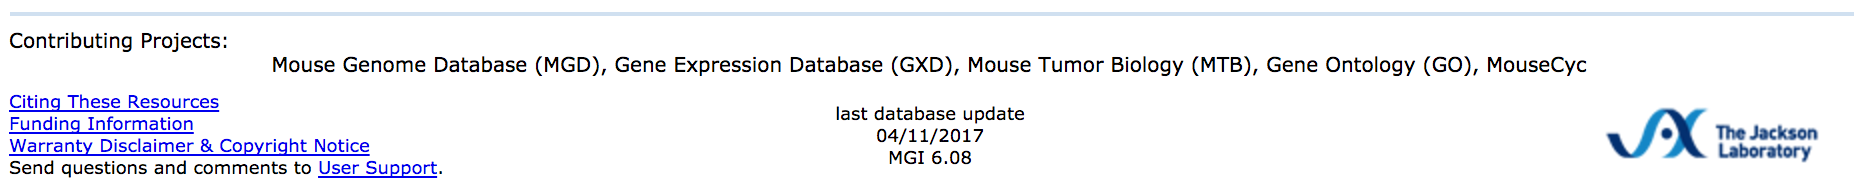 Contributing Projects:
Mouse Genome Database (MGD), Gene Expression Database (GXD), Mouse Tumor Biology (MTB), Gene Ontology (GO), MouseCyc
Citing These Resources
Funding Information
Warranty Disclaimer & Copyright Notice
Send questions and comments to User Support.
last database update
04/11/2017
MGI 6.08
The Jackson
Laboratory